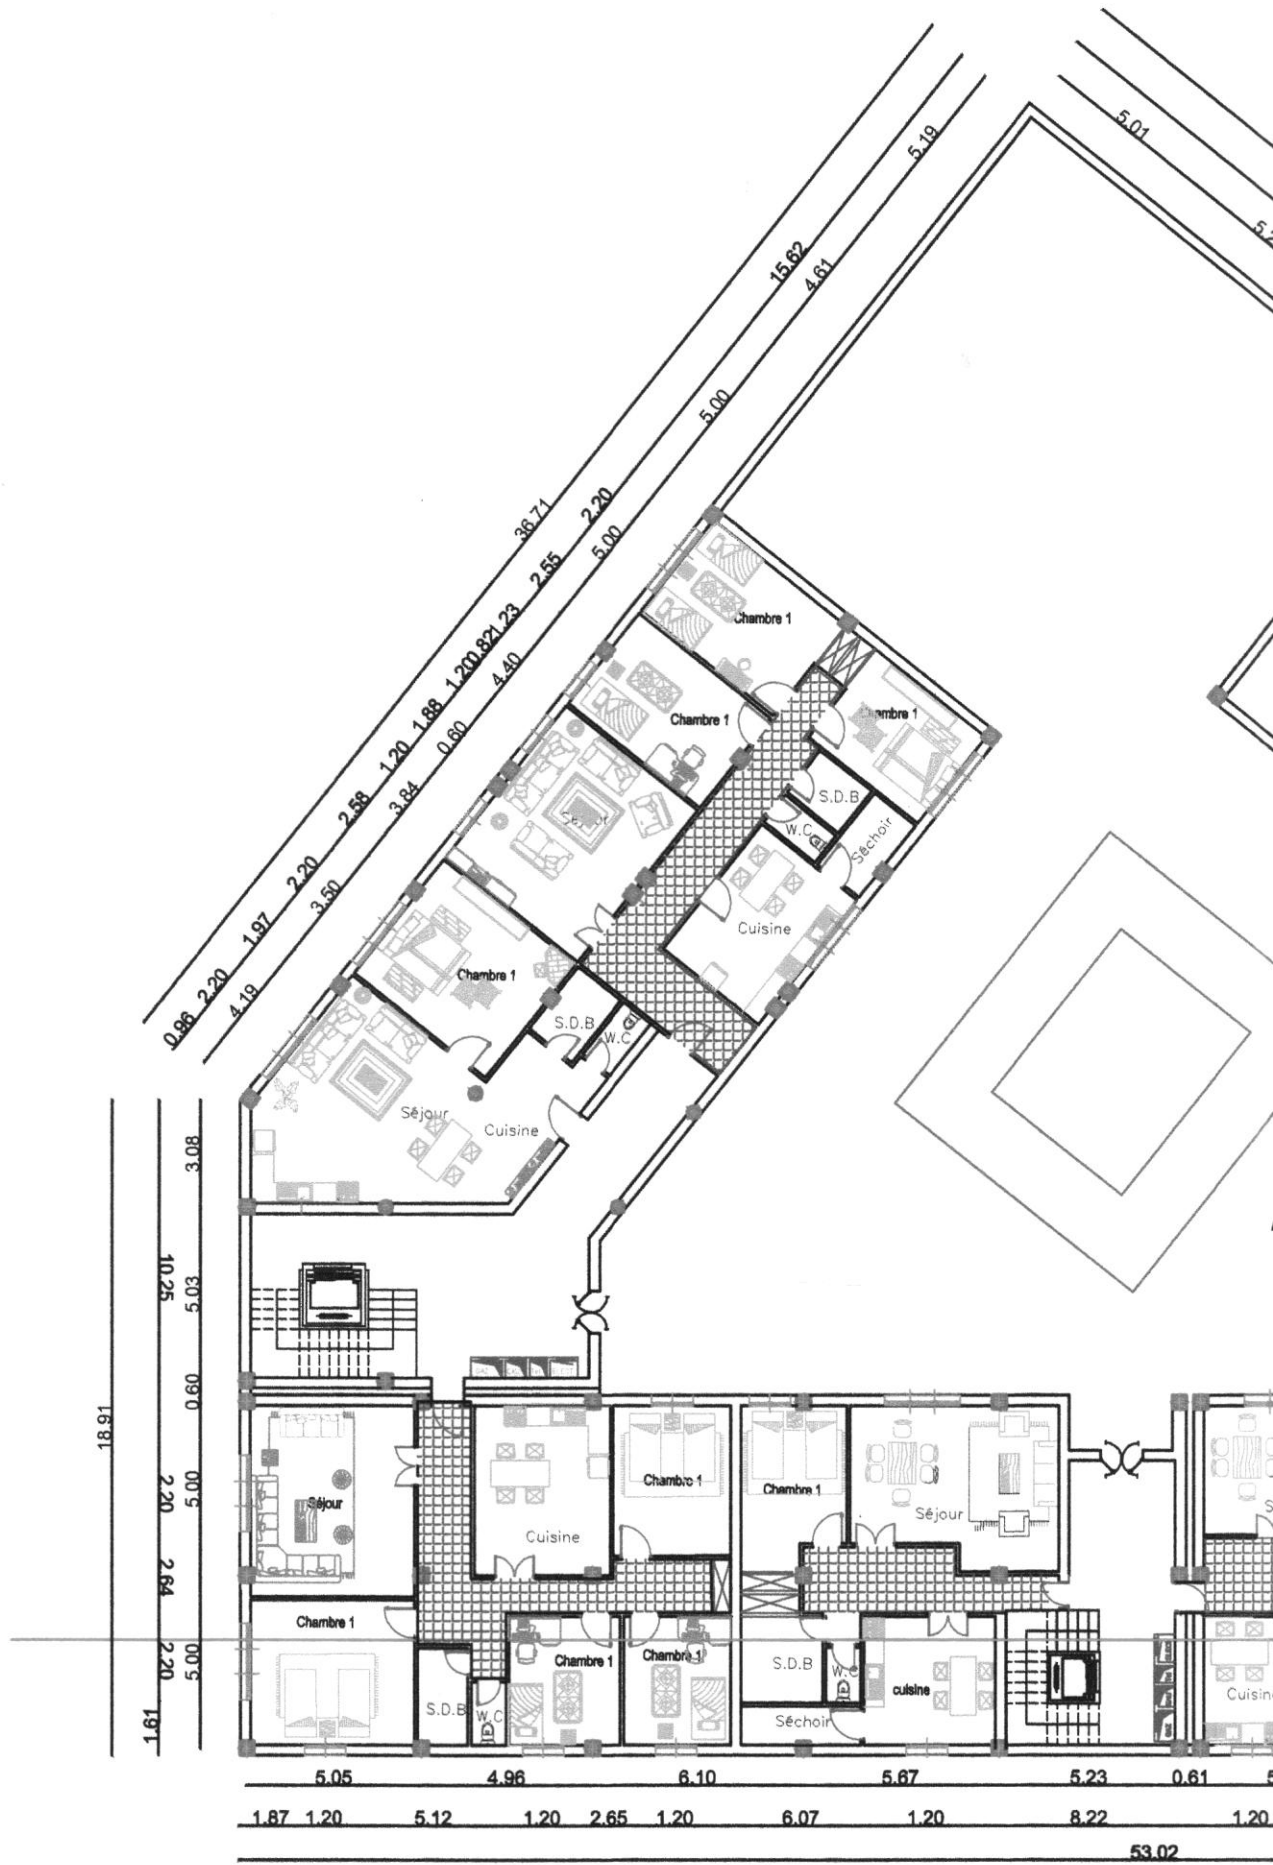 5.01
5.19
15.62
4.61
5.00
36.71
2.20
5.00
2.55
1.23
0.82
1.20
4.40
1.88
0.60
1.20
3.84
2.58
2.20
3.50
1.97
2.20
4.19
0.96
Chambre 1
Chambre 1
Chambre 1
S.D.B
W.C
Séchoir
Séjour
Cuisine
Chambre 1
S.D.B
W.C
Séjour
Cuisine
3.08
10.25
5.03
0.60
18.91
2.20
5.00
2.64
2.20
5.00
1.61
Séjour
Cuisine
Chambre 1
Chambre 1
Séjour
Chambre 1
Chambre 1
Chambre 1
S.D.B
W.C
S.D.B
W.C
cuisine
Séchoir
5.05 4.96 6.10 5.67 5.23 0.61
1.87 1.20 5.12 1.20 2.65 1.20 6.07 1.20 8.22 1.20
53.02